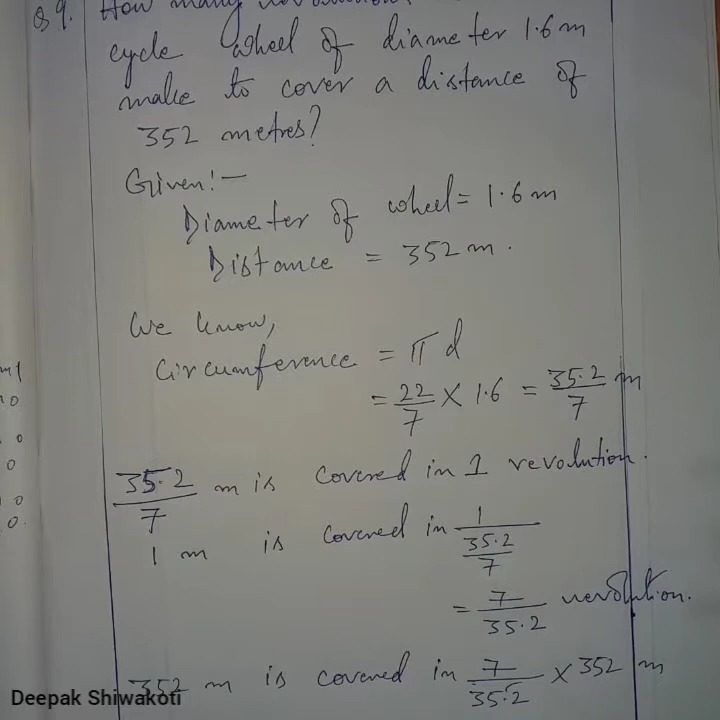 Q 9. How many
cycle wheel of diameter 1.6 m
make to cover a distance of
352 metres?
Given:-
Diameter of wheel = 1.6 m
Distance = 352 m.
We know,
Circumference = π d
= 22/7 × 1.6 = 35.2/7 m
35.2/7 m is covered in 1 revolution.
1 m is covered in 1/(35.2/7)
= 7/35.2 revolution.
352 m is covered in 7/35.2 × 352 m
Deepak Shiwakoti